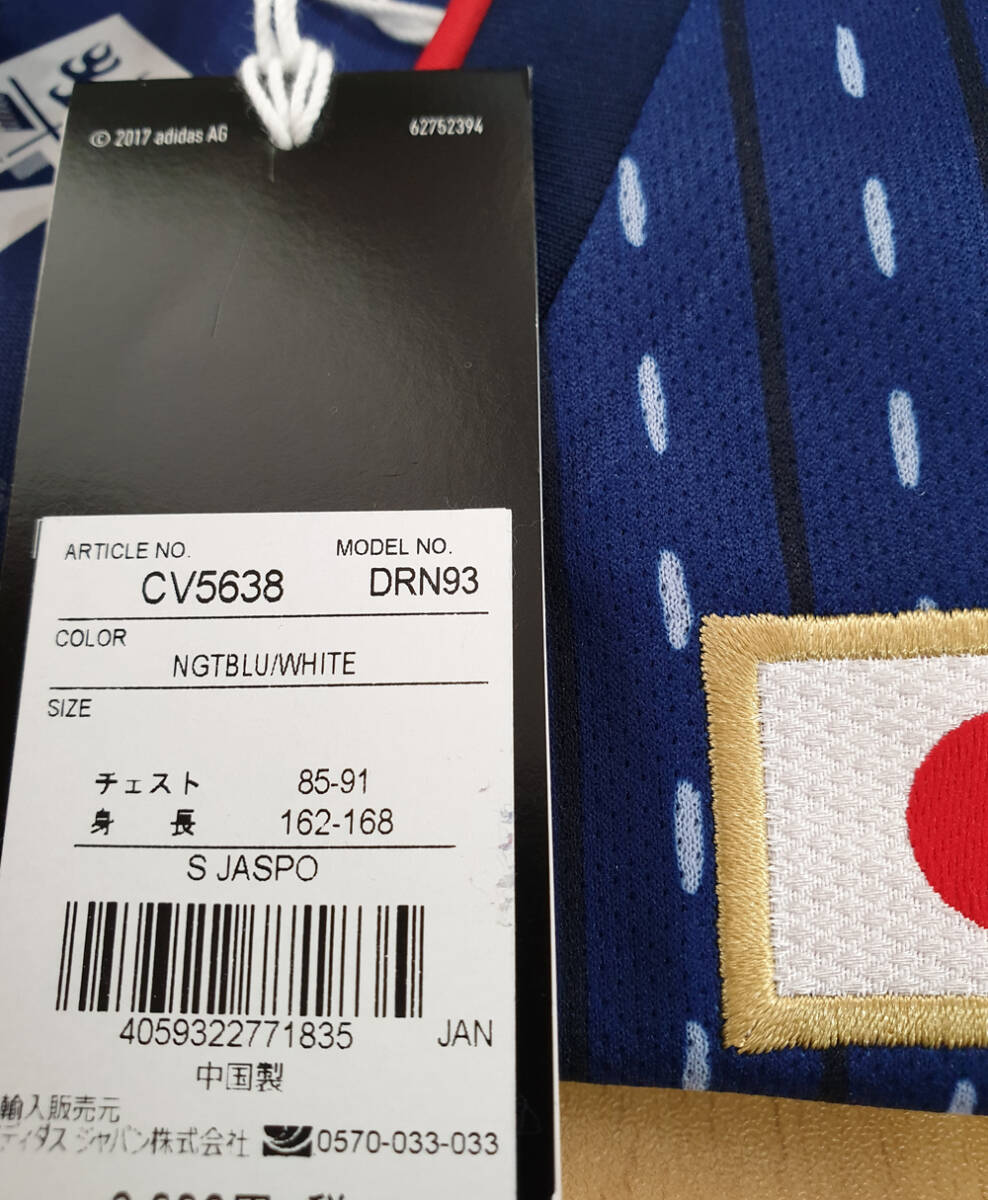 © 2017 adidas AG 62752394
ARTICLE NO. MODEL NO.
CV5638 DRN93
COLOR
NGTBLU/WHITE
SIZE
チェスト 85-91
身長 162-168
S JASPO
4059322771835 JAN
中国製
輸入販売元
ディダス ジャパン株式会社 0570-033-033